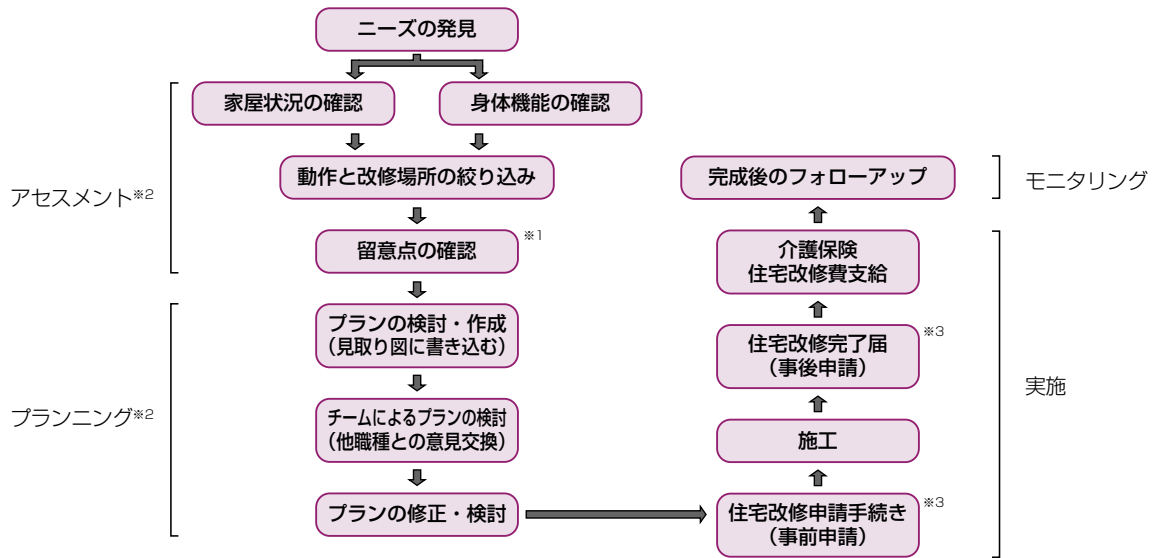 ニーズの発見
家屋状況の確認
身体機能の確認
動作と改修場所の絞り込み
留意点の確認
※1
アセスメント※2
プランの検討・作成
（見取り図に書き込む）
チームによるプランの検討
（他職種との意見交換）
プランの修正・検討
プランニング※2
住宅改修申請手続き
（事前申請）
※3
施工
住宅改修完了届
（事後申請）
※3
介護保険
住宅改修費支給
実施
完成後のフォローアップ
モニタリング